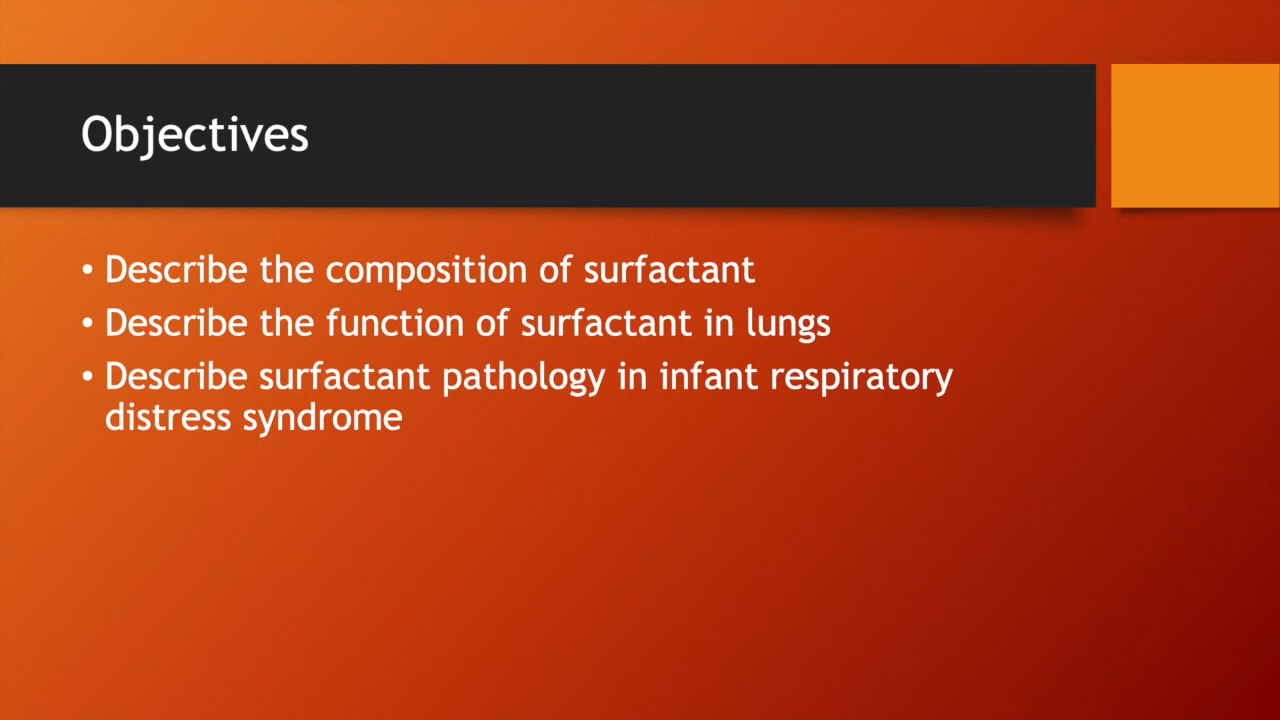 Objectives
• Describe the composition of surfactant
• Describe the function of surfactant in lungs
• Describe surfactant pathology in infant respiratory
distress syndrome